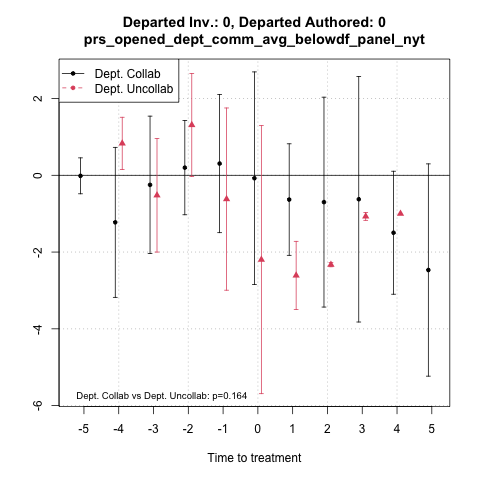 Departed Inv.: 0, Departed Authored: 0
prs_opened_dept_comm_avg_belowdf_panel_nyt
Dept. Collab
Dept. Uncollab
2
0
-2
-4
-6
Dept. Collab vs Dept. Uncollab: p=0.164
-5 -4 -3 -2 -1 0 1 2 3 4 5
Time to treatment